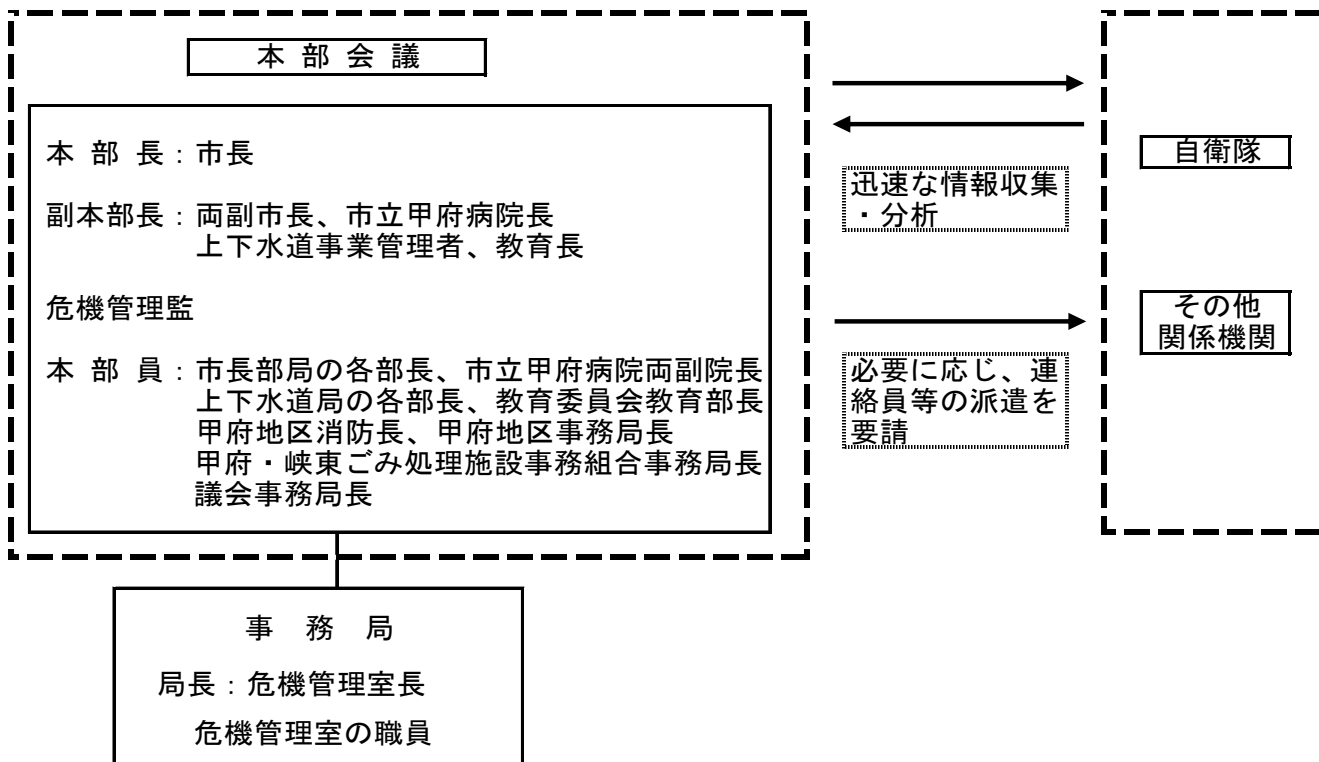 本部会議
本部長：市長
副本部長：両副市長、市立甲府病院長
上下水道事業管理者、教育長
危機管理監
本部員：市長部局の各部長、市立甲府病院両副院長
上下水道局の各部長、教育委員会教育部長
甲府地区消防長、甲府地区事務局長
甲府・峡東ごみ処理施設事務組合事務局長
議会事務局長
迅速な情報収集
・分析
必要に応じ、連
絡員等の派遣を
要請
自衛隊
その他
関係機関
事務局
局長：危機管理室長
危機管理室の職員